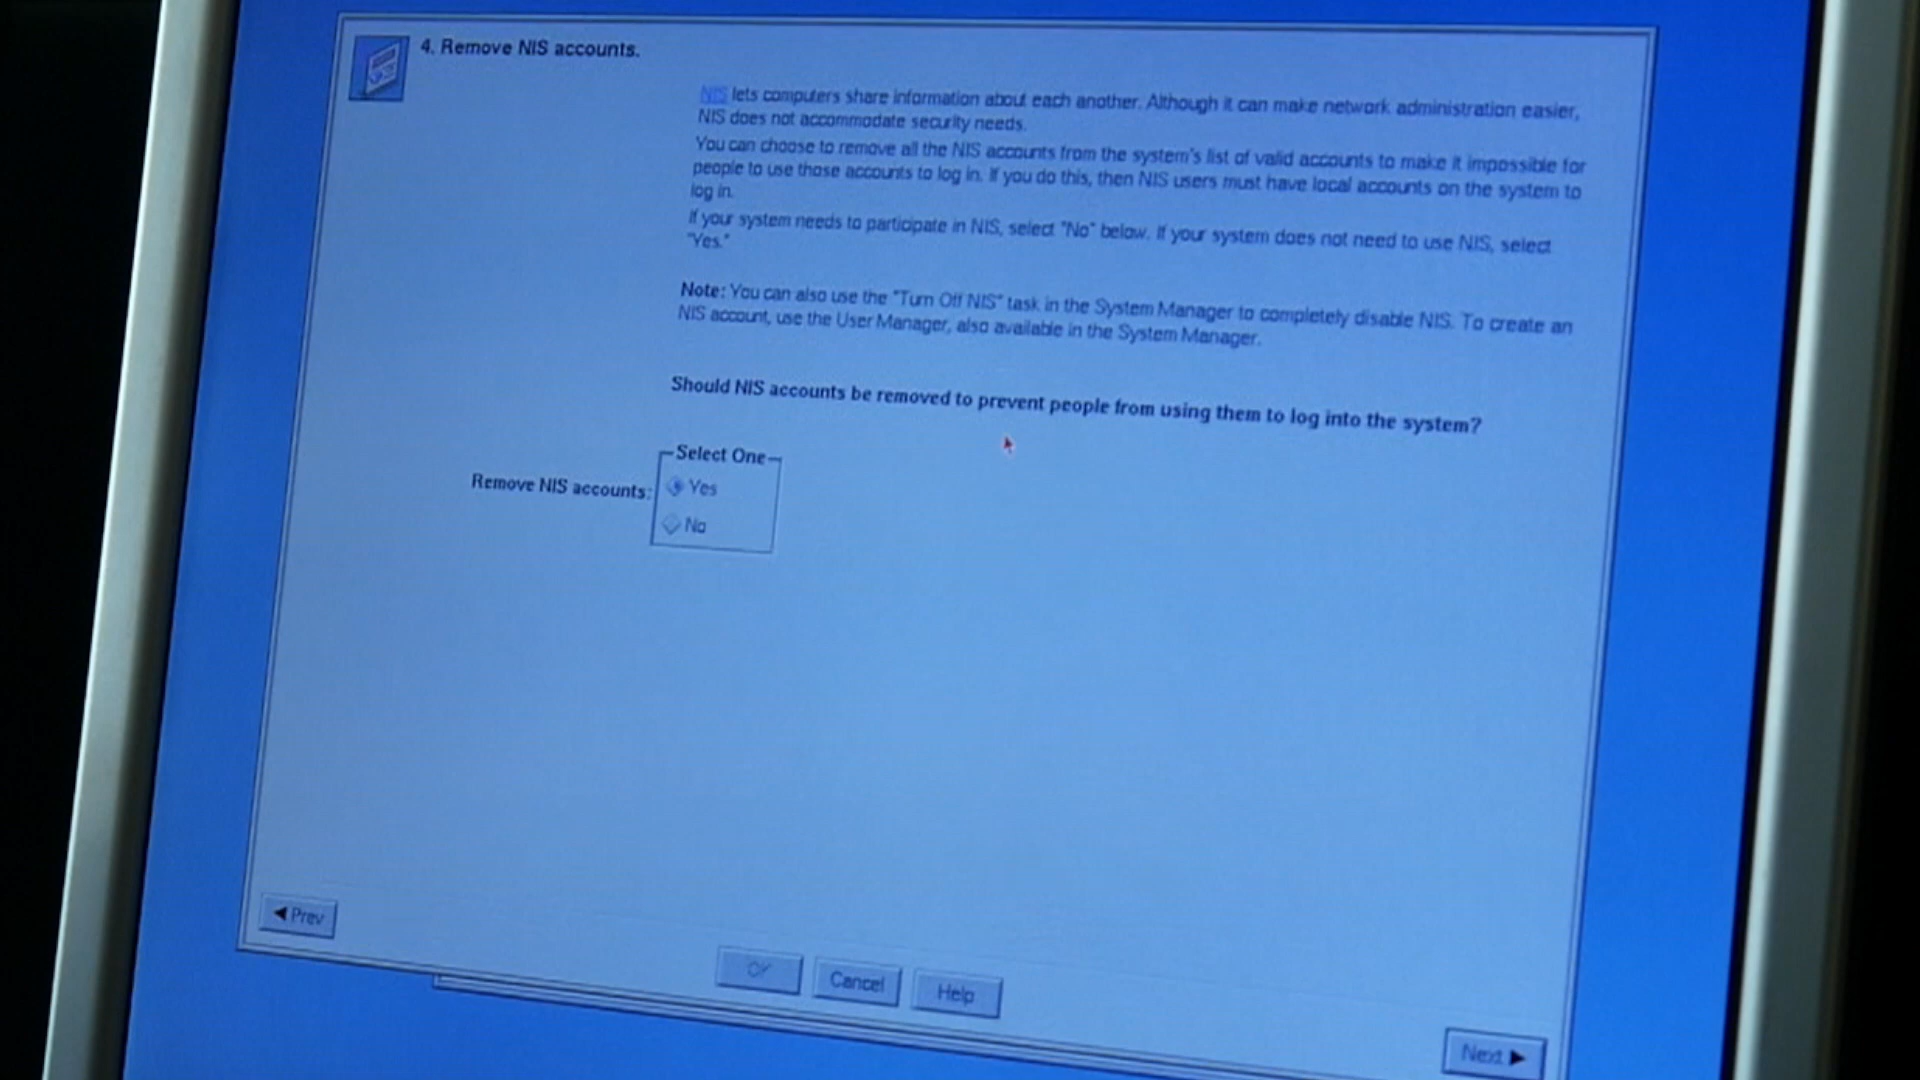 4. Remove NIS accounts.
NIS lets computers share information about each another. Although it can make network administration easier,
NIS does not accommodate security needs.
You can choose to remove all the NIS accounts from the system's list of valid accounts to make it impossible for
people to use those accounts to log in. If you do this, then NIS users must have local accounts on the system to
log in.
If your system needs to participate in NIS, select "No" below. If your system does not need to use NIS, select
"Yes."
Note: You can also use the "Turn Off NIS" task in the System Manager to completely disable NIS. To create an
NIS account, use the User Manager, also available in the System Manager.
Should NIS accounts be removed to prevent people from using them to log into the system?
Select One
Remove NIS accounts:
Yes
No
Prev
OK
Cancel
Help
Next